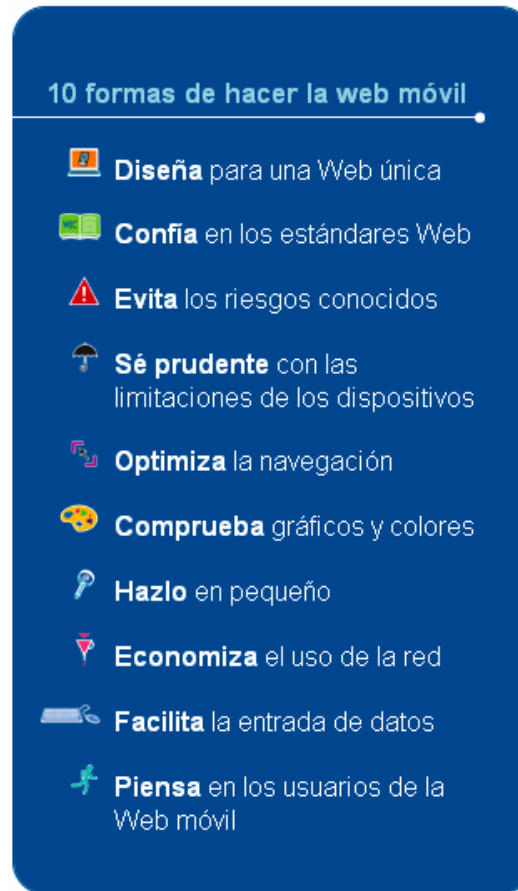 10 formas de hacer la web móvil
Diseña para una Web única
Confía en los estándares Web
Evita los riesgos conocidos
Sé prudente con las
limitaciones de los dispositivos
Optimiza la navegación
Comprueba gráficos y colores
Hazlo en pequeño
Economiza el uso de la red
Facilita la entrada de datos
Piensa en los usuarios de la
Web móvil